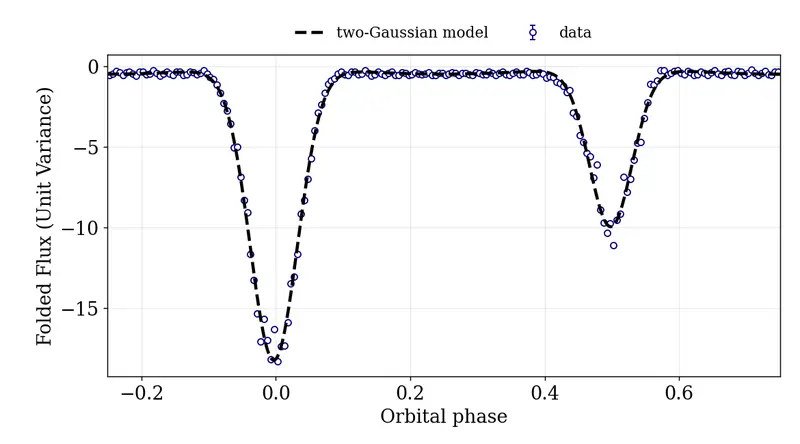 two-Gaussian model
data
Folded Flux (Unit Variance)
0
−5
−10
−15
−0.2
0.0
0.2
0.4
0.6
Orbital phase